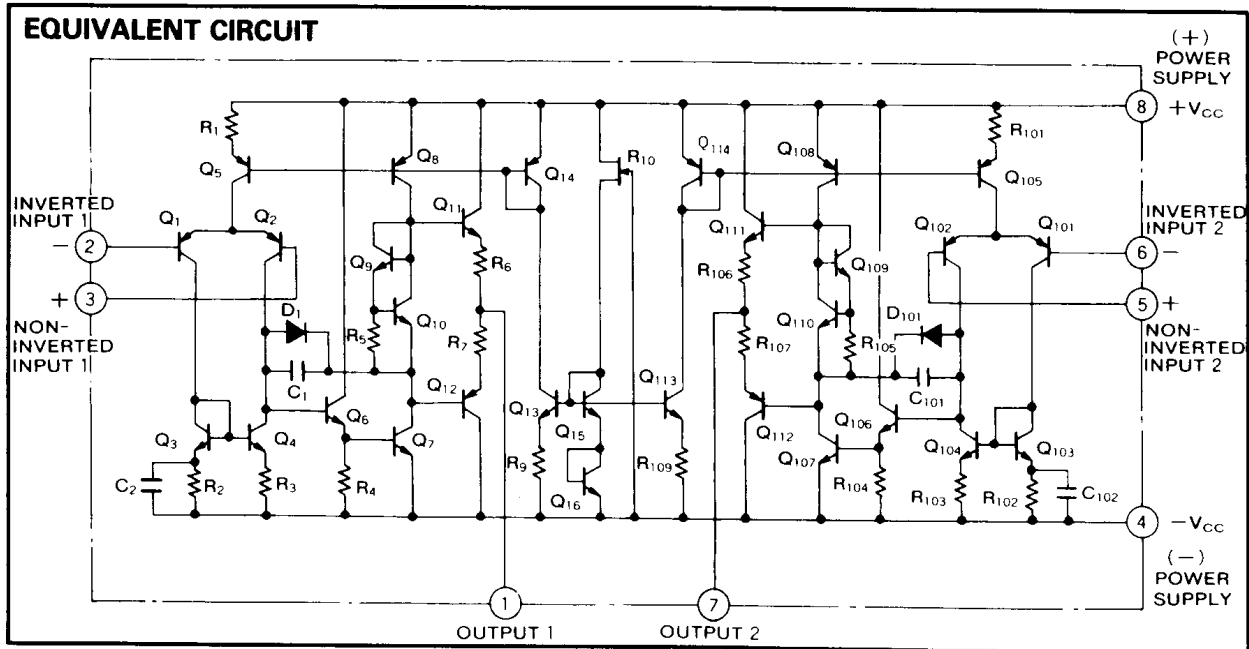 EQUIVALENT CIRCUIT
(+)
POWER
SUPPLY
8 +VCC
R1
Q5
Q8
Q14
R10
Q114
Q108
R101
Q105
INVERTED
INPUT 1
− 2
Q1
Q2
Q11
Q111
Q102
Q101
INVERTED
INPUT 2
6 −
+ 3
Q9
R6
R106
Q109
5 +
NON-
INVERTED
INPUT 1
D1
R5
Q10
R7
R107
Q110
R105
D101
NON-
INVERTED
INPUT 2
C1
Q12
Q113
C101
Q3
Q4
Q6
Q7
Q13
Q15
Q112
Q106
Q107
Q104
Q103
C2
R2
R3
R4
R9
Q16
R109
R104
R103
R102
C102
4 −VCC
(−)
POWER
SUPPLY
1
OUTPUT 1
7
OUTPUT 2